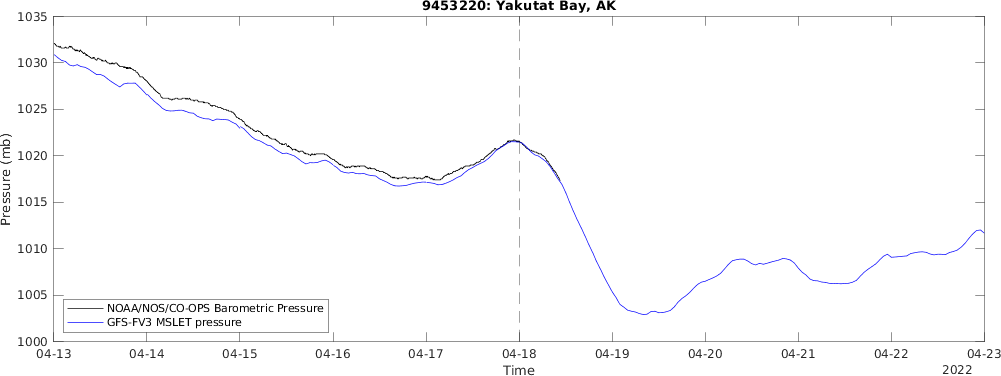 9453220: Yakutat Bay, AK
Pressure (mb)
1035
1030
1025
1020
1015
1010
1005
1000
NOAA/NOS/CO-OPS Barometric Pressure
GFS-FV3 MSLET pressure
04-13 04-14 04-15 04-16 04-17 04-18 04-19 04-20 04-21 04-22 04-23
Time
2022